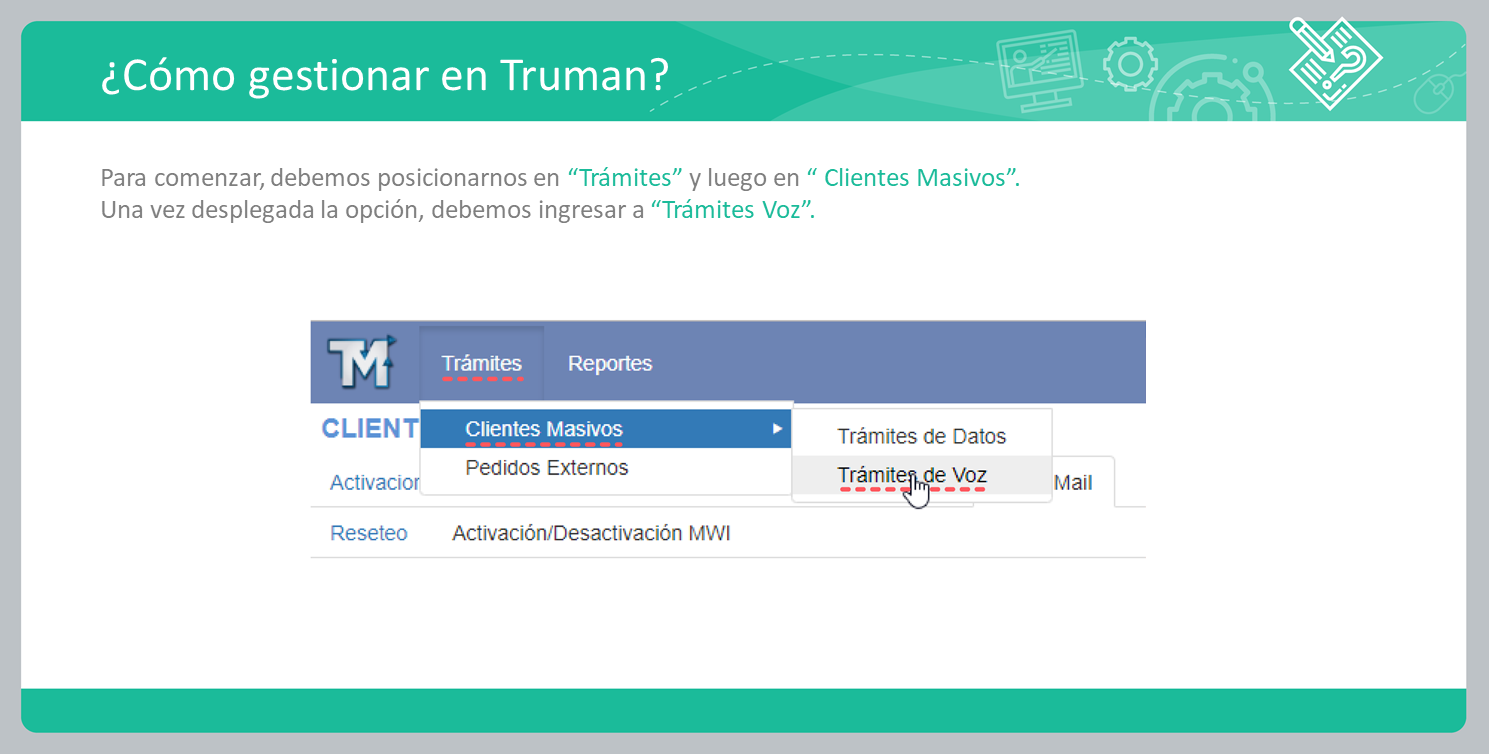 ¿Cómo gestionar en Truman?
Para comenzar, debemos posicionarnos en “Trámites” y luego en “ Clientes Masivos”.
Una vez desplegada la opción, debemos ingresar a “Trámites Voz”.
TM
Trámites
Reportes
CLIENT
Clientes Masivos
Trámites de Datos
Pedidos Externos
Trámites de Voz
Activacion
Mail
Reseteo
Activación/Desactivación MWI